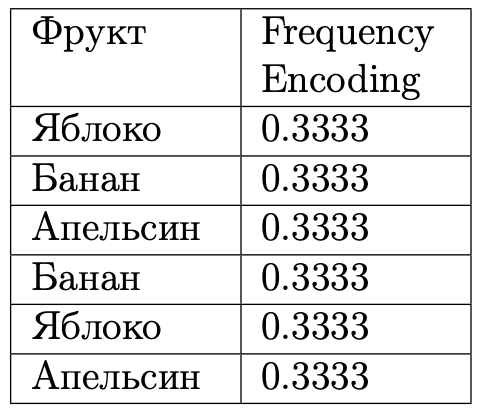 Фрукт Frequency
Encoding
Яблоко 0.3333
Банан 0.3333
Апельсин 0.3333
Банан 0.3333
Яблоко 0.3333
Апельсин 0.3333